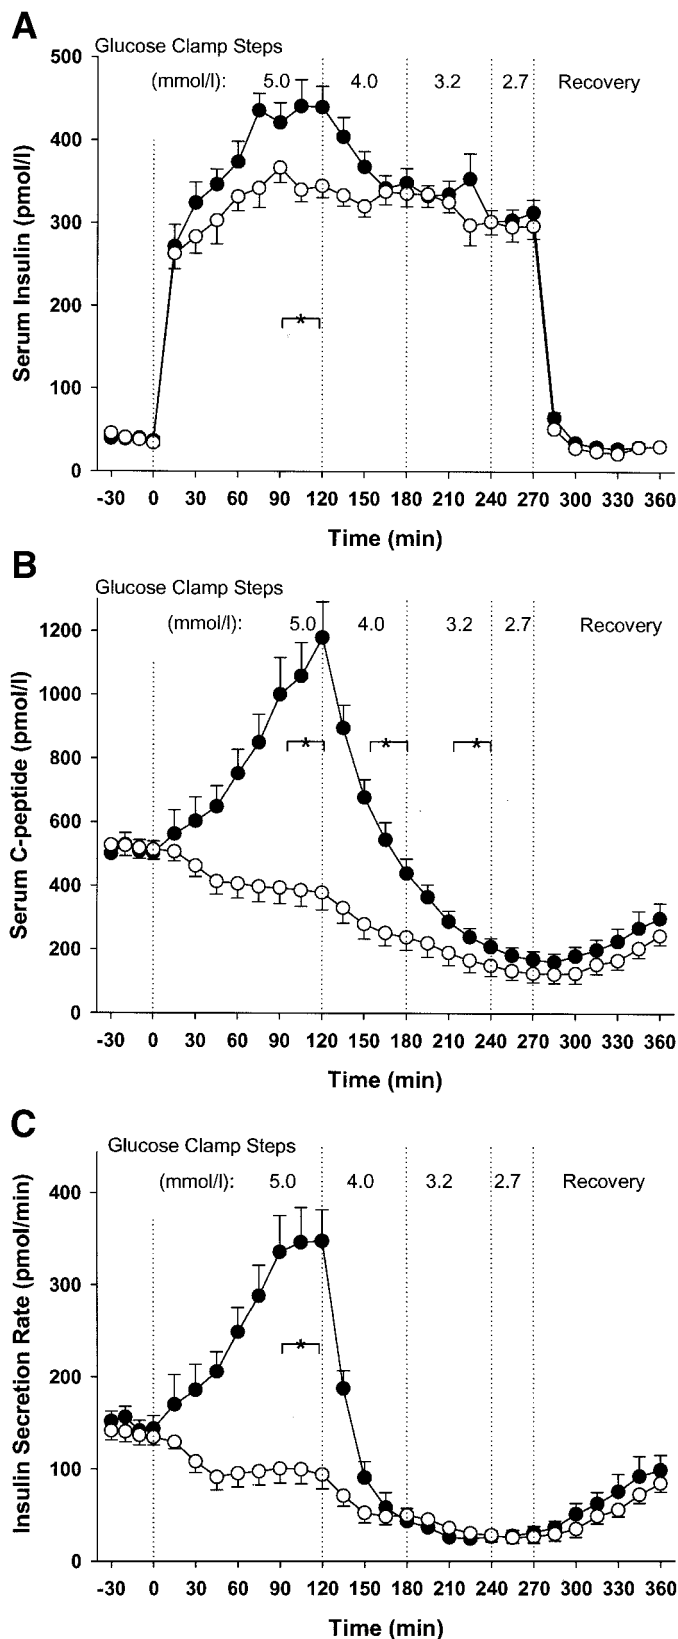 A
Glucose Clamp Steps
(mmol/l): 5.0 4.0 3.2 2.7 Recovery
500
400
300
200
100
0
Serum Insulin (pmol/l)
*
-30 0 30 60 90 120 150 180 210 240 270 300 330 360
Time (min)
B
Glucose Clamp Steps
(mmol/l): 5.0 4.0 3.2 2.7 Recovery
1200
1000
800
600
400
200
0
Serum C-peptide (pmol/l)
* * *
-30 0 30 60 90 120 150 180 210 240 270 300 330 360
Time (min)
C
Glucose Clamp Steps
(mmol/l): 5.0 4.0 3.2 2.7 Recovery
400
300
200
100
0
Insulin Secretion Rate (pmol/min)
*
-30 0 30 60 90 120 150 180 210 240 270 300 330 360
Time (min)